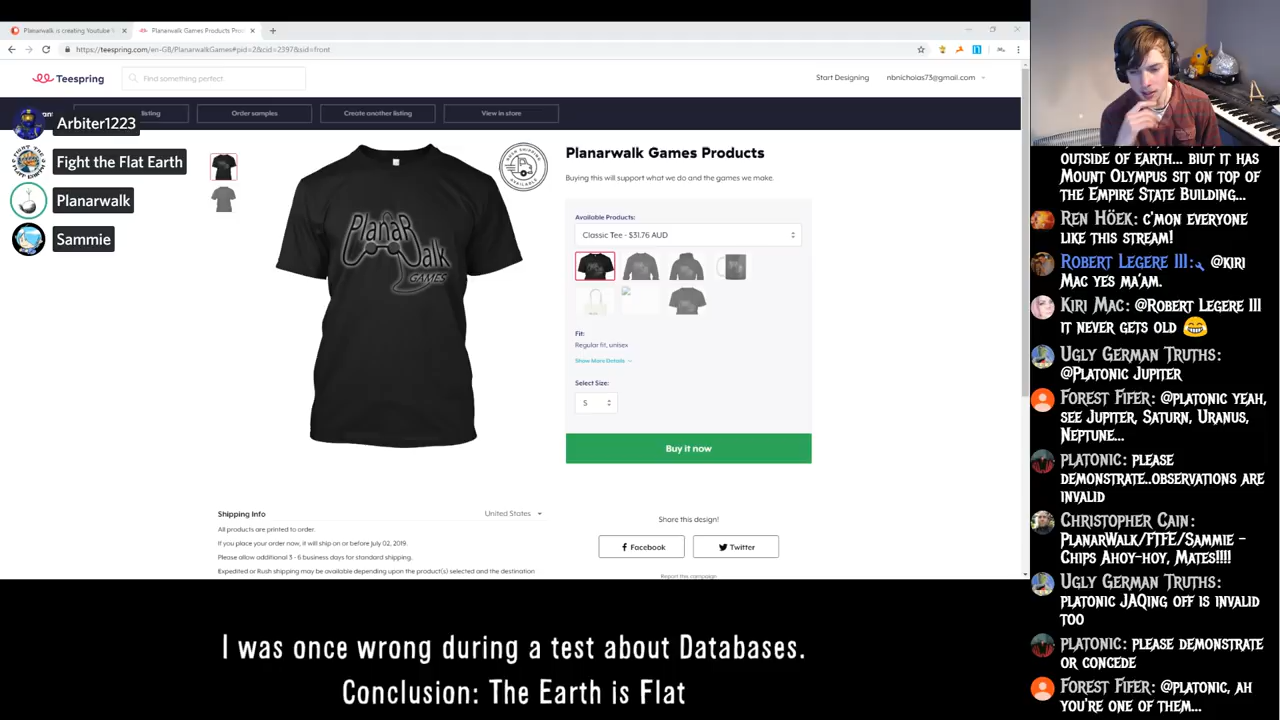 Planarwalk is creating Youtube
Planarwalk Games Products
https://teespring.com/en-GB/PlanarwalkGames#pid=2&cid=2397&sid=front
Teespring
Find something perfect
Start Designing
nbnicholas73@gmail.com
listing
Order samples
Create another listing
View in store
Arbiter1223
Fight the Flat Earth
Planarwalk
Sammie
PlanaR
Walk
GAMES
RUSH SHIPPING
AVAILABLE
Planarwalk Games Products
Buying this will support what we do and the games we make.
Available Products:
Classic Tee - $31.76 AUD
Fit:
Regular fit, unisex
Show More Details
Select Size:
S
Buy it now
Shipping Info
United States
All products are printed to order.
If you place your order now, it will ship on or before July 02, 2019.
Please allow additional 3 - 6 business days for standard shipping.
Expedited or Rush shipping may be available depending upon the product(s) selected and the destination
Share this design!
Facebook
Twitter
Report this campaign
I was once wrong during a test about Databases.
Conclusion: The Earth is Flat
outside of Earth... but it has
Mount Olympus sit on top of
the Empire State Building...
Ren Höek: c'mon everyone
like this stream!
Robert Legere III: @kiri
Mac yes ma'am.
Kiri Mac: @Robert Legere III
it never gets old 😂
Ugly German Truths:
@Platonic Jupiter
Forest Fifer: @platonic yeah,
see Jupiter, Saturn, Uranus,
Neptune...
Platonic: please
demonstrate..observations are
invalid
Christopher Cain:
PlanarWalk/FTFE/Sammie -
Chips Ahoy-hoy, Mates!!!!
Ugly German Truths:
Platonic JAQing off is invalid
too
Platonic: please demonstrate
or concede
Forest Fifer: @platonic, ah
you're one of them...